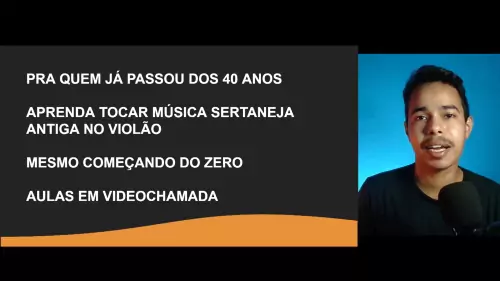 PRA QUEM JÁ PASSOU DOS 40 ANOS
APRENDA TOCAR MÚSICA SERTANEJA
ANTIGA NO VIOLÃO
MESMO COMEÇANDO DO ZERO
AULAS EM VIDEOCHAMADA